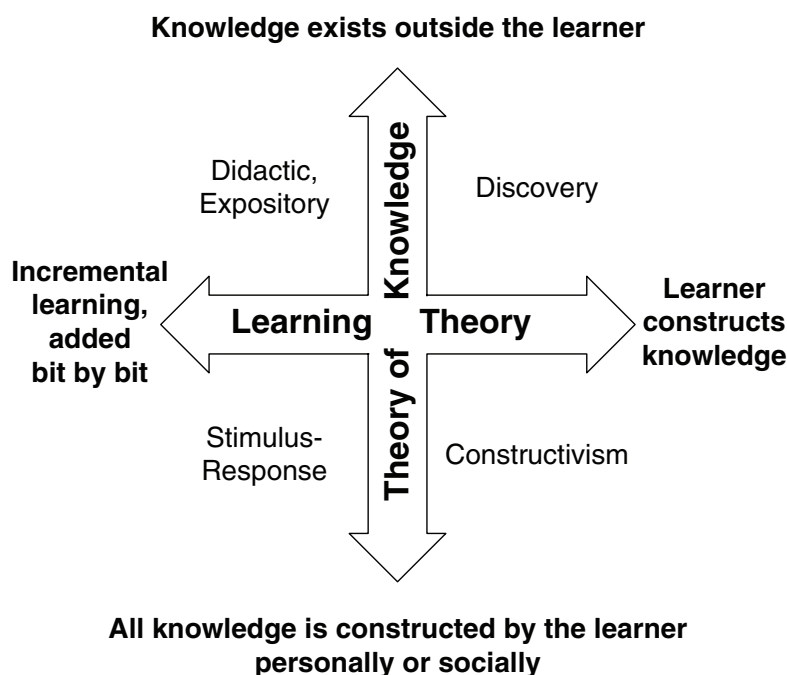 Knowledge exists outside the learner
Didactic,
Expository
Discovery
Incremental
learning,
added
bit by bit
Learning Theory
Theory of Knowledge
Learner
constructs
knowledge
Stimulus-
Response
Constructivism
All knowledge is constructed by the learner
personally or socially